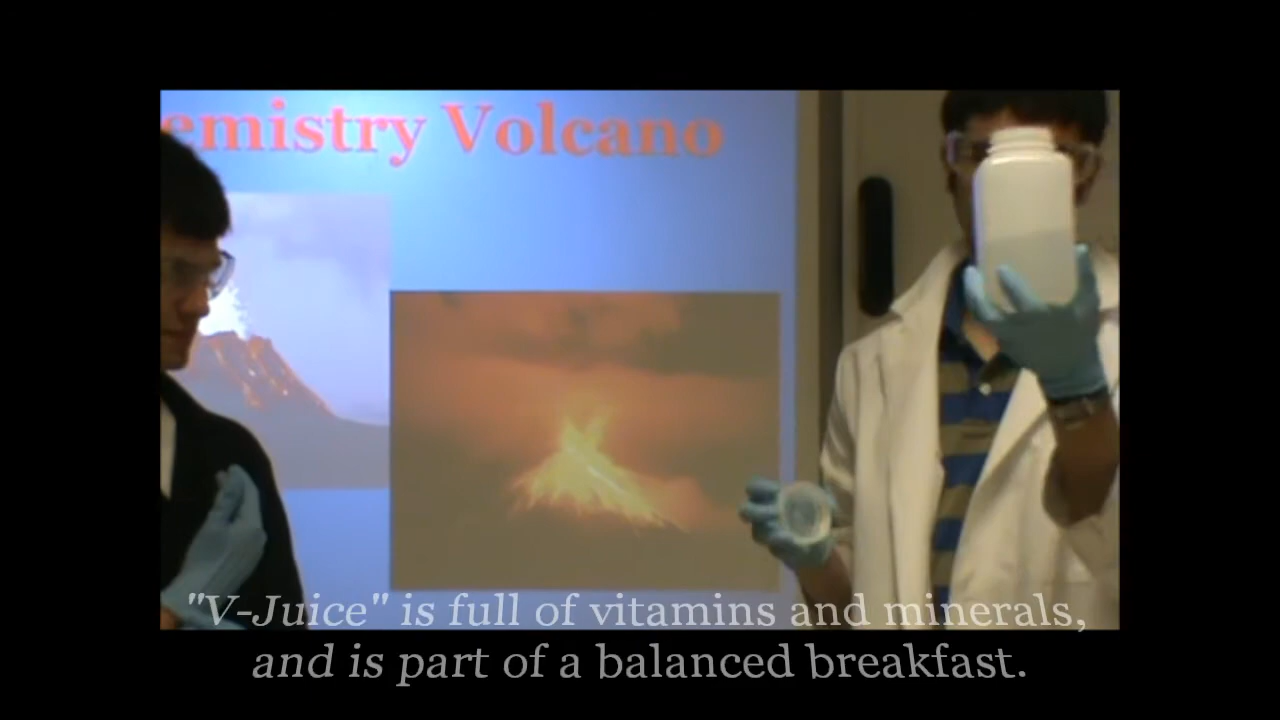 emistry Volcano
"V-Juice" is full of vitamins and minerals,
and is part of a balanced breakfast.